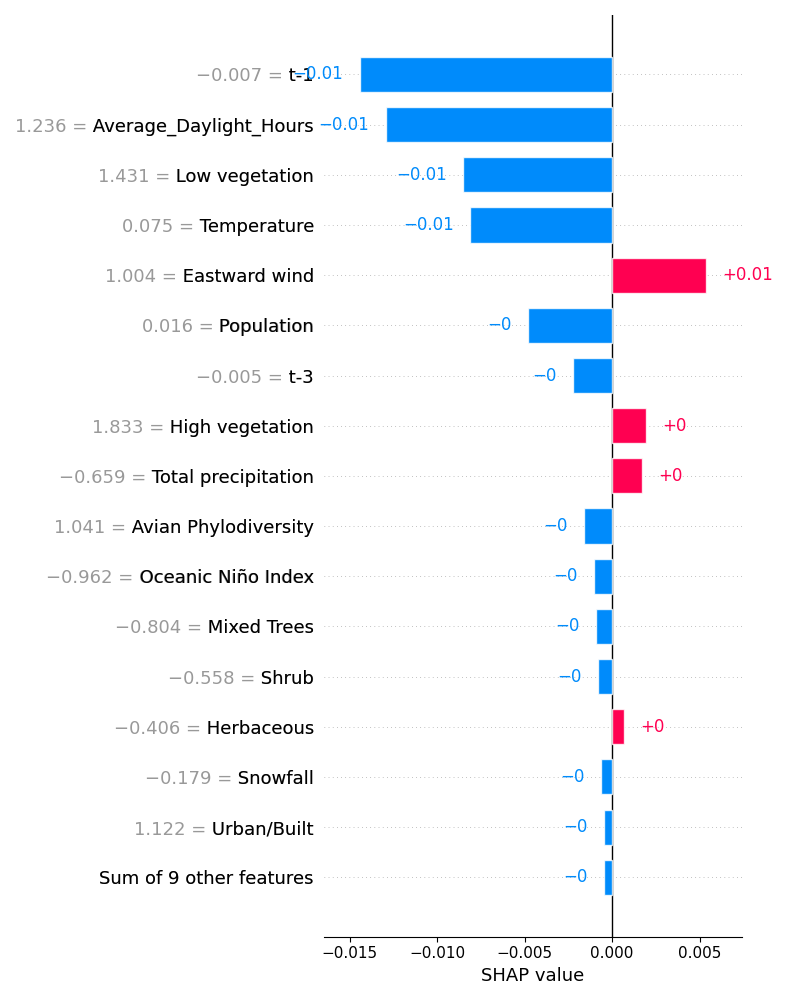 −0.007 = t-1 −0.01
1.236 = Average_Daylight_Hours −0.01
1.431 = Low vegetation −0.01
0.075 = Temperature −0.01
1.004 = Eastward wind +0.01
0.016 = Population −0
−0.005 = t-3 −0
1.833 = High vegetation +0
−0.659 = Total precipitation +0
1.041 = Avian Phylodiversity −0
−0.962 = Oceanic Niño Index −0
−0.804 = Mixed Trees −0
−0.558 = Shrub −0
−0.406 = Herbaceous +0
−0.179 = Snowfall −0
1.122 = Urban/Built −0
Sum of 9 other features −0
−0.015 −0.010 −0.005 0.000 0.005
SHAP value